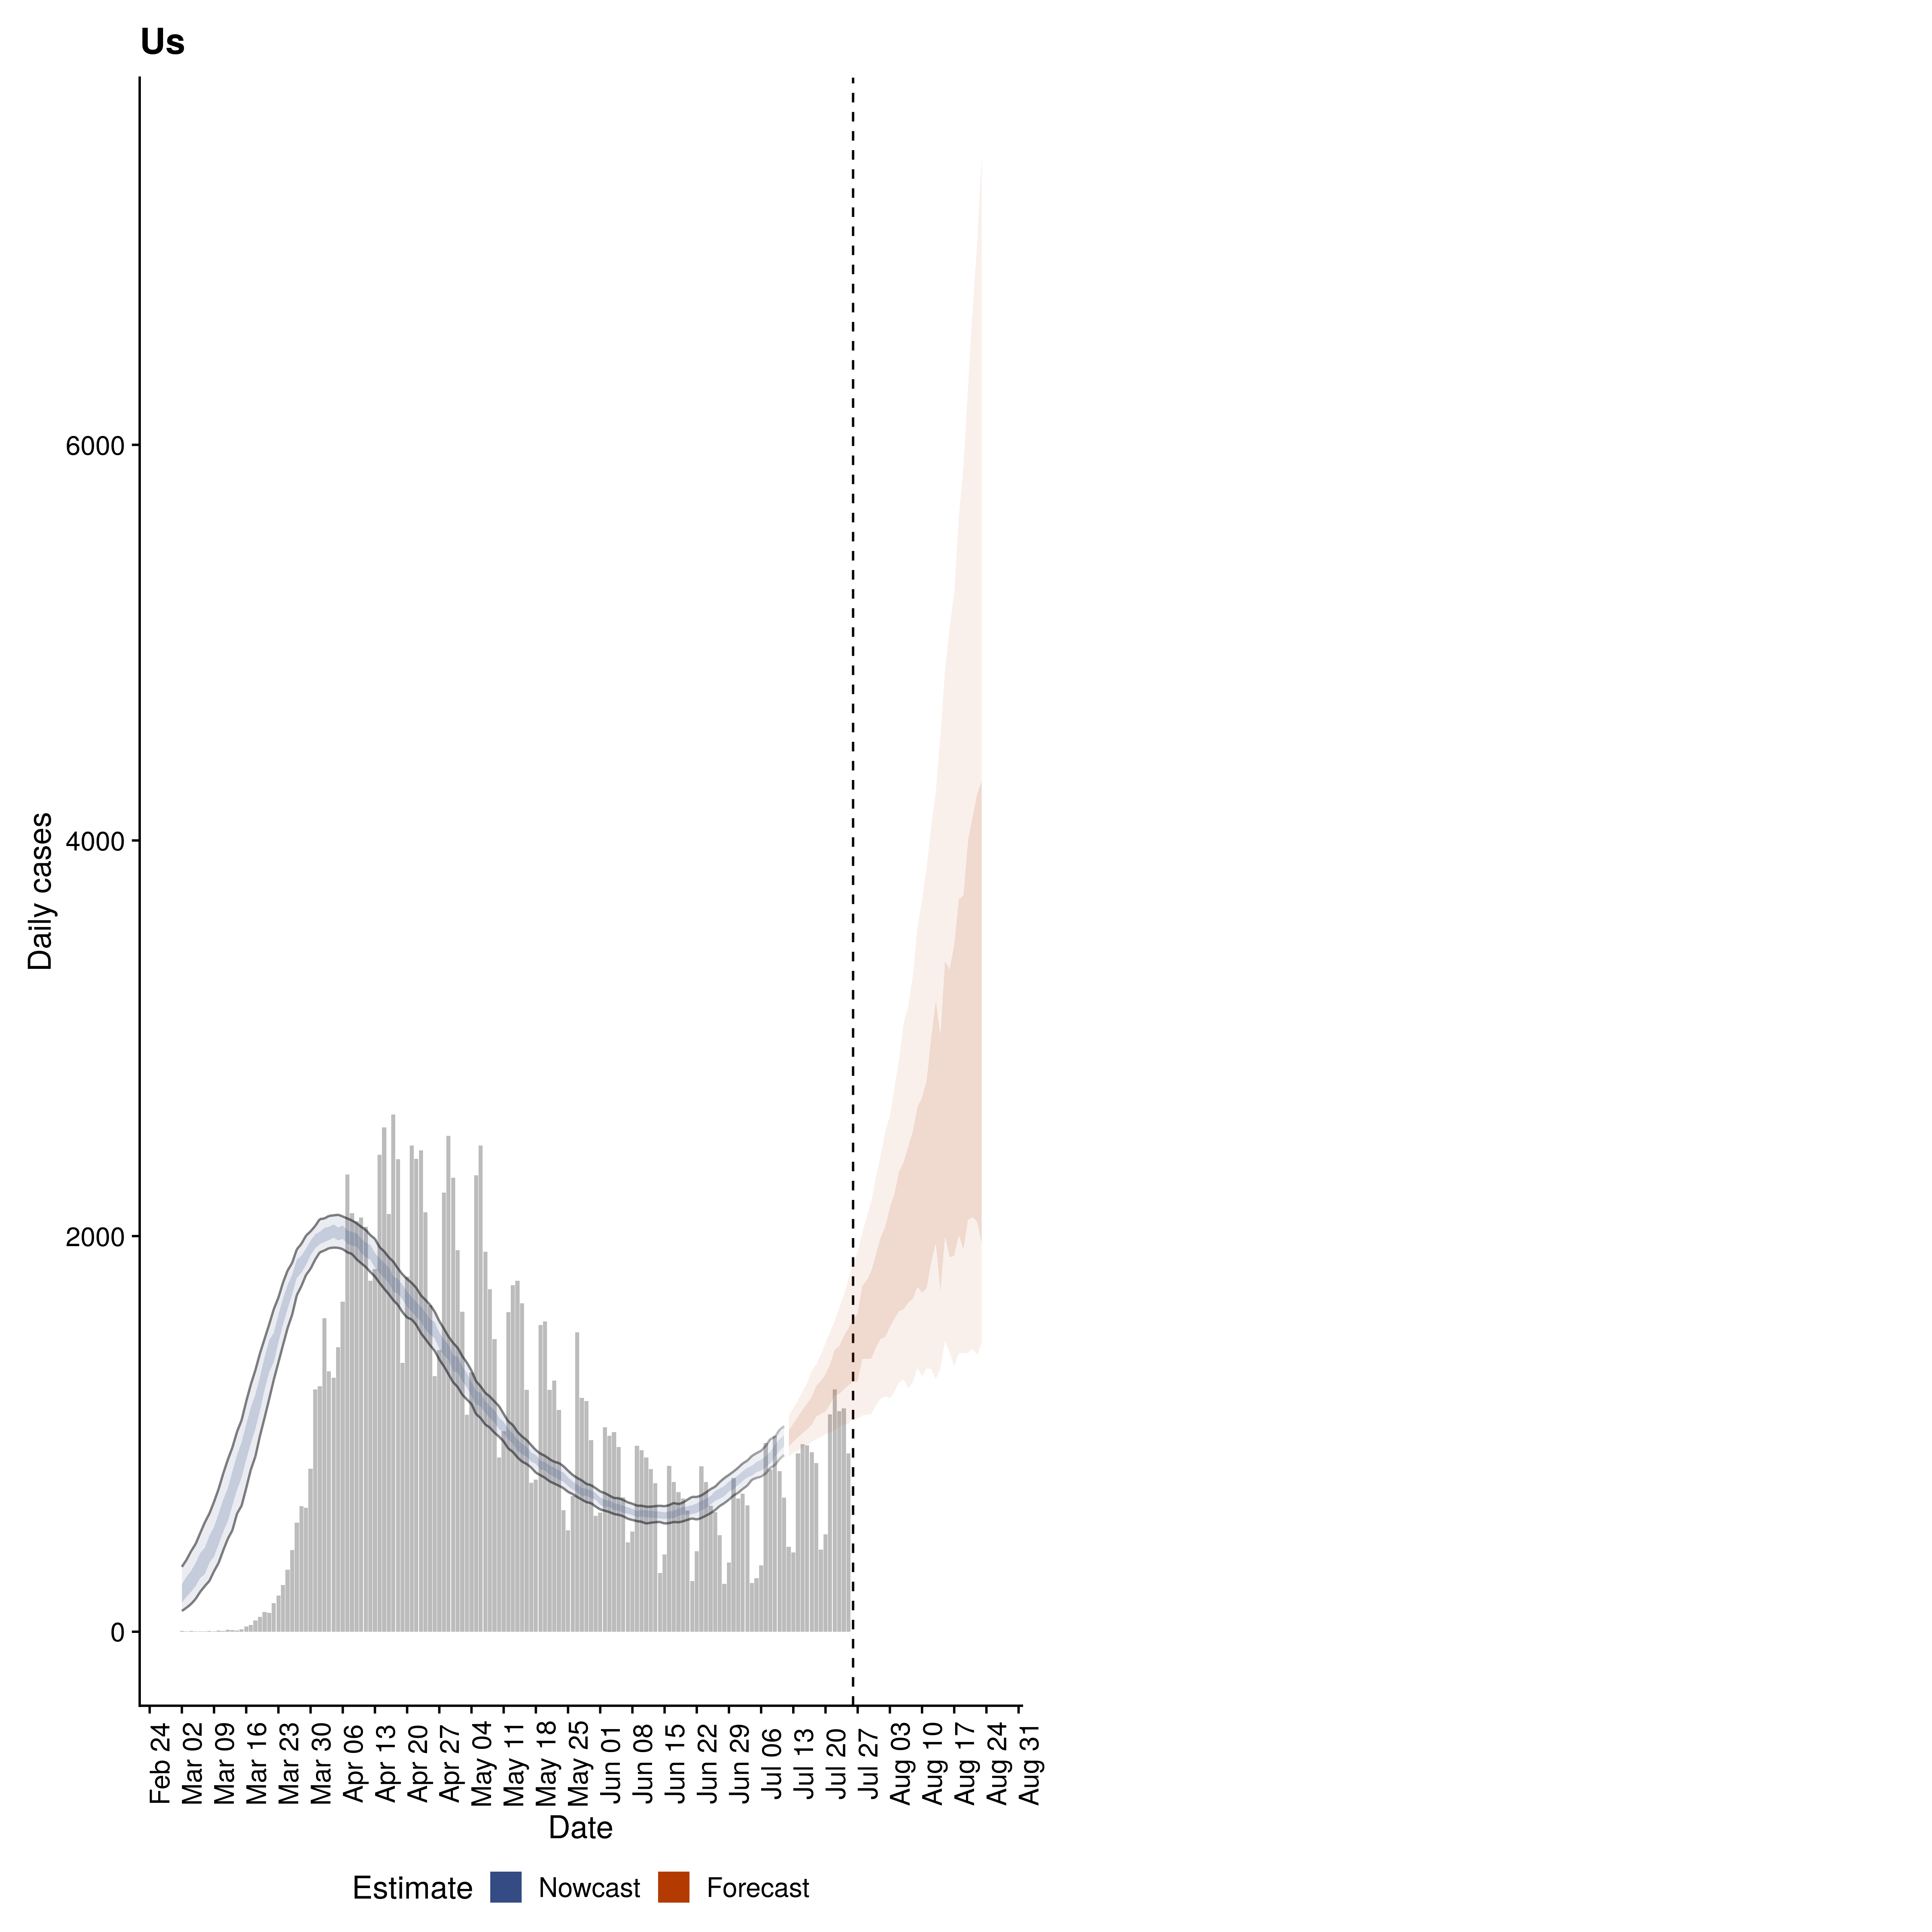 Us
Daily cases
6000
4000
2000
0
Feb 24
Mar 02
Mar 09
Mar 16
Mar 23
Mar 30
Apr 06
Apr 13
Apr 20
Apr 27
May 04
May 11
May 18
May 25
Jun 01
Jun 08
Jun 15
Jun 22
Jun 29
Jul 06
Jul 13
Jul 20
Jul 27
Aug 03
Aug 10
Aug 17
Aug 24
Aug 31
Date
Estimate Nowcast Forecast